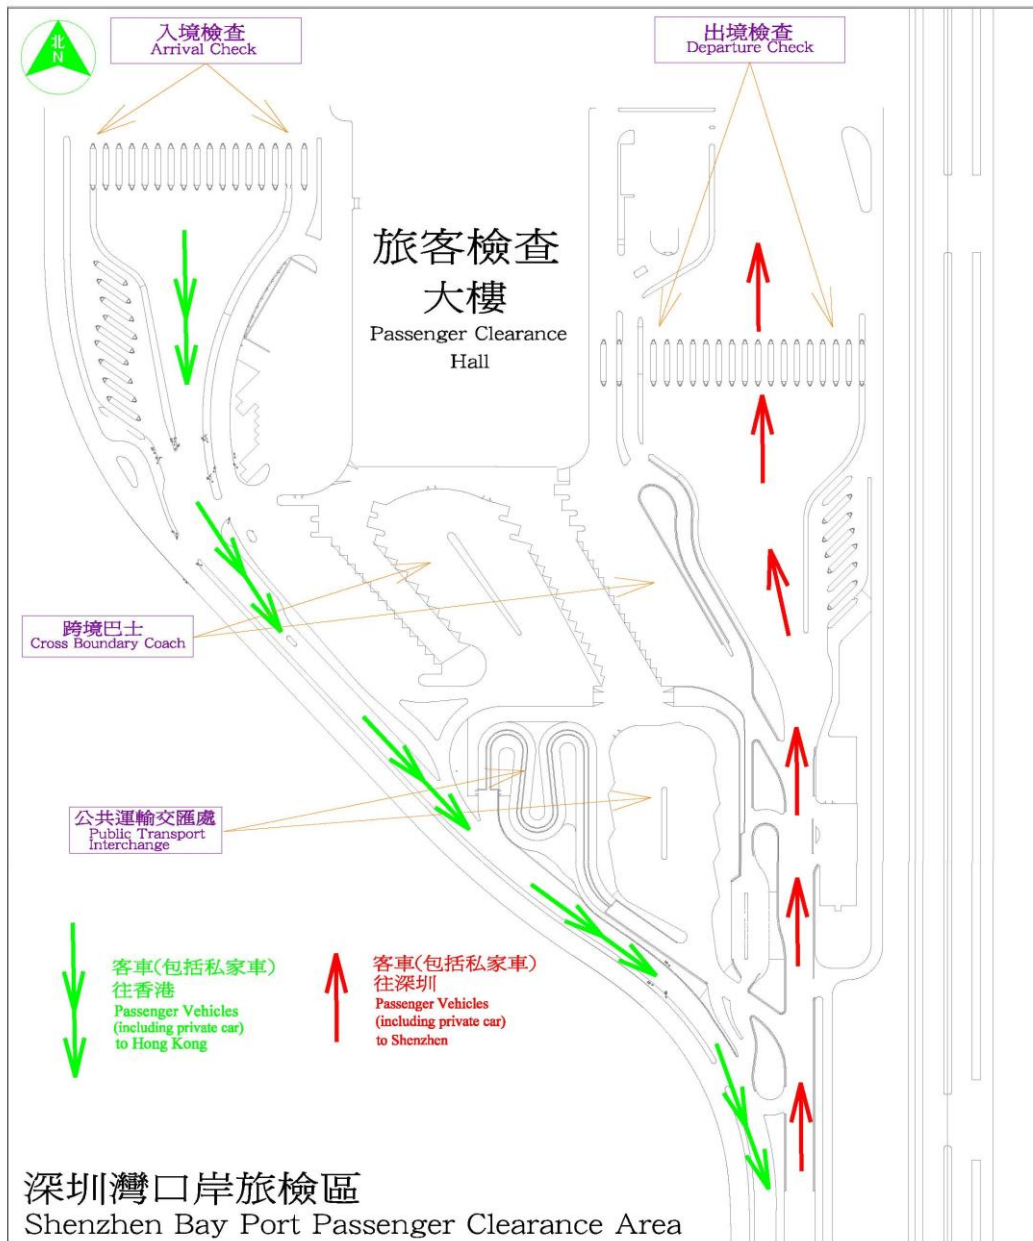 北
N
入境檢查
Arrival Check
出境檢查
Departure Check
旅客檢查
大樓
Passenger Clearance
Hall
跨境巴士
Cross Boundary Coach
公共運輸交匯處
Public Transport
Interchange
客車(包括私家車)
往香港
Passenger Vehicles
(including private car)
to Hong Kong
客車(包括私家車)
往深圳
Passenger Vehicles
(including private car)
to Shenzhen
深圳灣口岸旅檢區
Shenzhen Bay Port Passenger Clearance Area